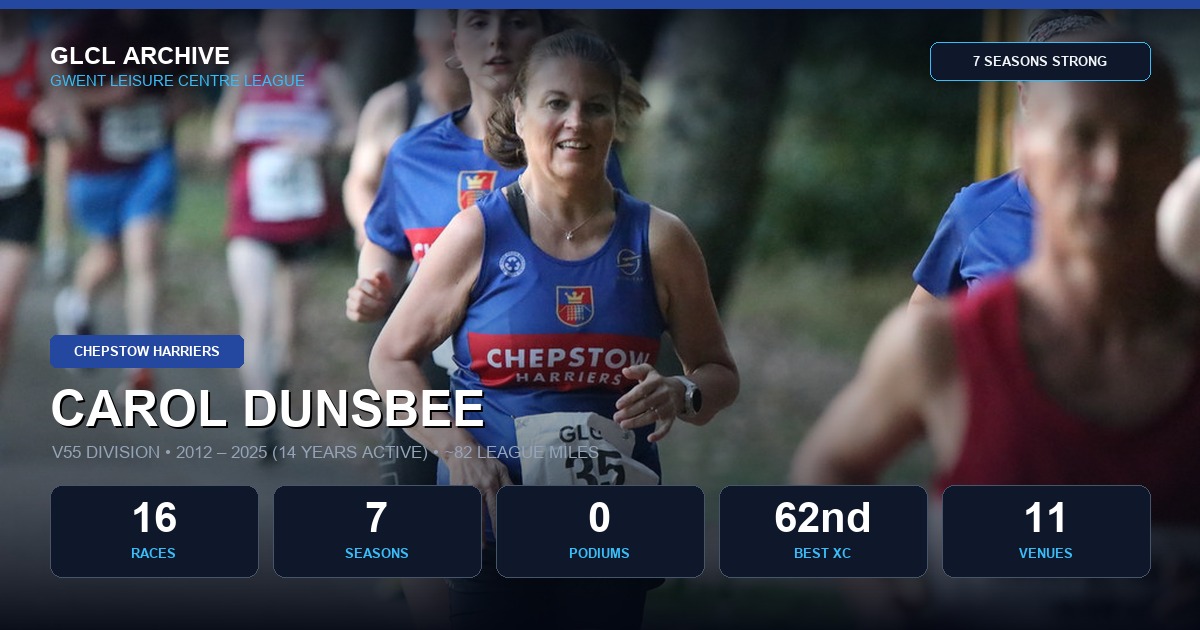 GLCL ARCHIVE
GWENT LEISURE CENTRE LEAGUE
7 SEASONS STRONG
CHEPSTOW
HARRIERS
CHEPSTOW HARRIERS
CAROL DUNSBEE
GLC
V55 DIVISION • 2012 – 2025 (14 YEARS ACTIVE) • ~82 LEAGUE MILES
35
16
RACES
7
SEASONS
0
PODIUMS
62nd
BEST XC
11
VENUES